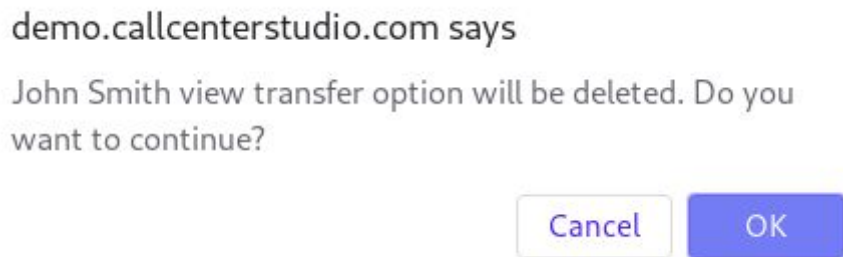 demo.callcenterstudio.com says
John Smith view transfer option will be deleted. Do you
want to continue?
Cancel OK